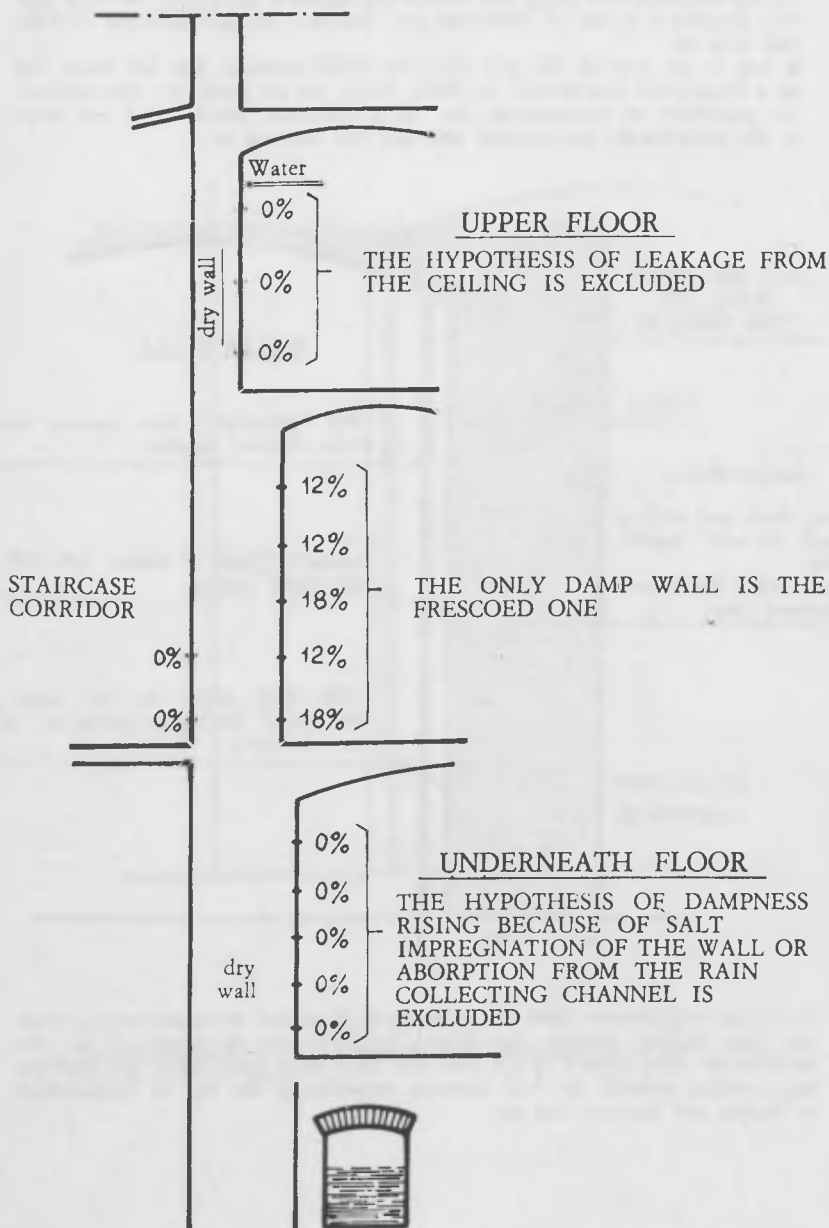 Water
0%
0%
0%
dry wall
UPPER FLOOR
THE HYPOTHESIS OF LEAKAGE FROM
THE CEILING IS EXCLUDED
12%
12%
18%
12%
18%
STAIRCASE
CORRIDOR
0%
0%
THE ONLY DAMP WALL IS THE
FRESCOED ONE
0%
0%
0%
0%
0%
dry
wall
UNDERNEATH FLOOR
THE HYPOTHESIS OF DAMPNESS
RISING BECAUSE OF SALT
IMPREGNATION OF THE WALL OR
ABORPTION FROM THE RAIN
COLLECTING CHANNEL IS
EXCLUDED